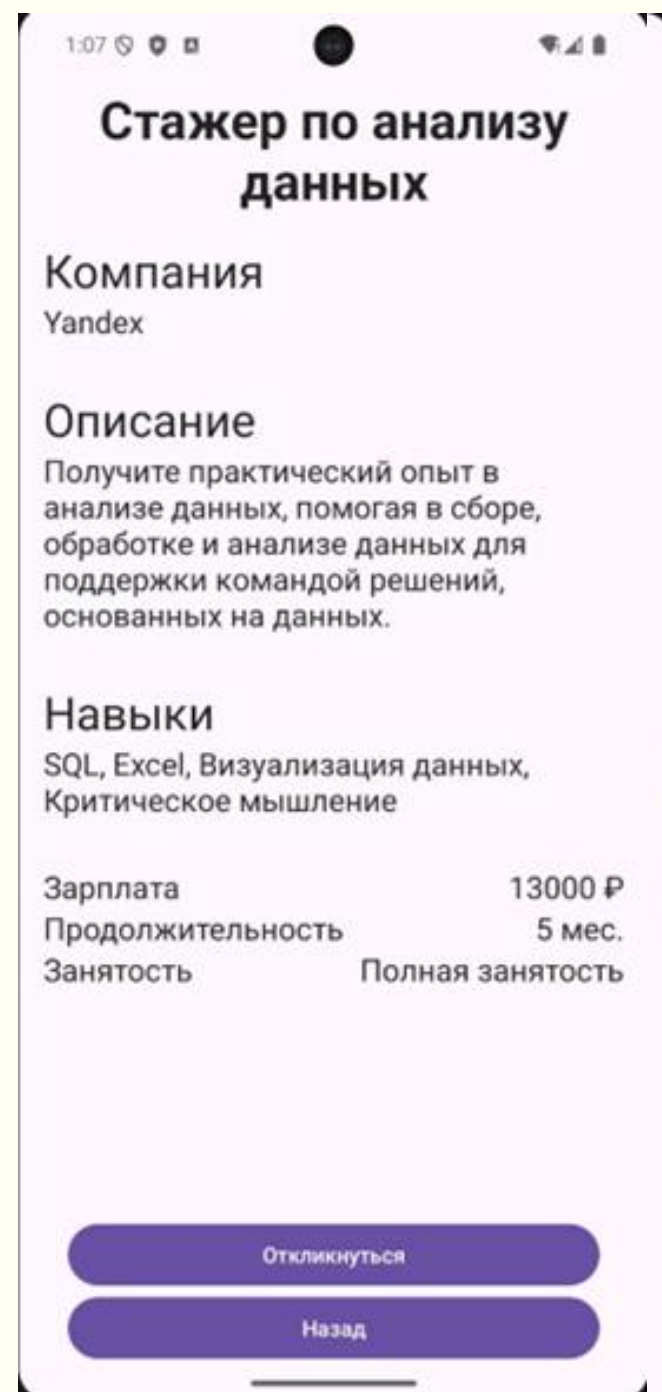 1:07
Стажер по анализу
данных
Компания
Yandex
Описание
Получите практический опыт в
анализе данных, помогая в сборе,
обработке и анализе данных для
поддержки командой решений,
основанных на данных.
Навыки
SQL, Excel, Визуализация данных,
Критическое мышление
Зарплата 13000 ₽
Продолжительность 5 мес.
Занятость Полная занятость
Откликнуться
Назад